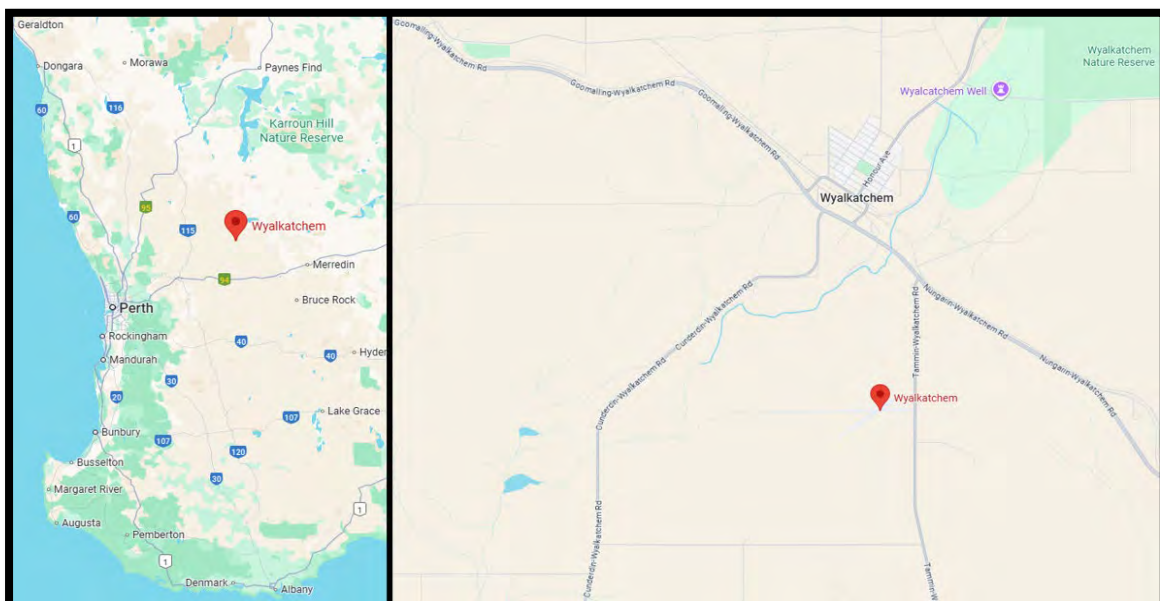 Geraldton
Dongara
Morawa
Paynes Find
60
116
Karroun Hill
Nature Reserve
1
95
60
115
Wyalkatchem
94
Merredin
Perth
Bruce Rock
Rockingham
40
Mandurah
40
Hyder
30
20
Lake Grace
107
Bunbury
107
120
Busselton
30
Margaret River
1
Augusta
Pemberton
1
Denmark
Albany
Goomalling-Wyalkatchem Rd
Goomalling-Wyalkatchem Rd
Goomalling-Wyalkatchem Rd
Wyalkatchem
Nature Reserve
Wyalcatchem Well
Honour Ave
Wyalkatchem
Cunderdin-Wyalkatchem Rd
Tammin-Wyalkatchem Rd
Nungarin-Wyalkatchem Rd
Nungarin-Wyalkatchem Rd
Cunderdin-Wyalkatchem Rd
Wyalkatchem
Cunderdin-Wyalkatchem Rd
Tammin-W